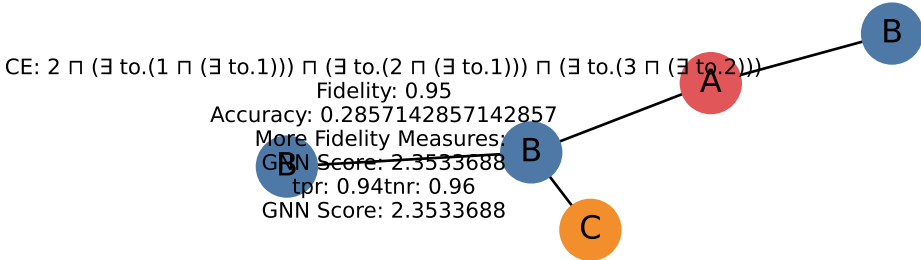 B
CE: 2 ⊓ (∃ to.(1 ⊓ (∃ to.1))) ⊓ (∃ to.(2 ⊓ (∃ to.1))) ⊓ (∃ to.(3 ⊓ (∃ to.2)))
A
Fidelity: 0.95
Accuracy: 0.2857142857142857
More Fidelity Measures:
B
GNN Score: 2.3533688
B
tpr: 0.94tnr: 0.96
GNN Score: 2.3533688
C